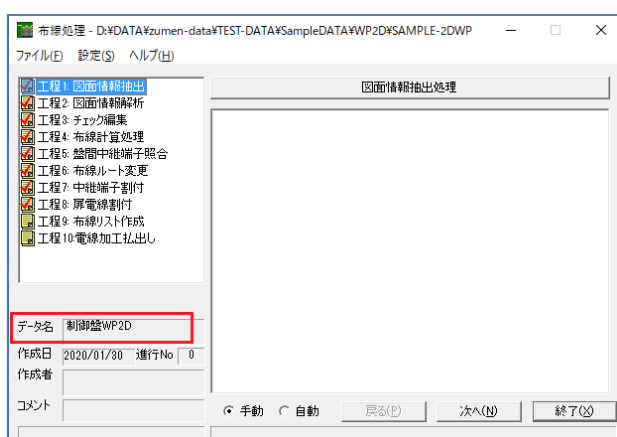 布線処理 - D:¥DATA¥zumen-data¥TEST-DATA¥SampleDATA¥WP2D¥SAMPLE-2DWP
ファイル(F) 設定(S) ヘルプ(H)
工程1: 図面情報抽出
工程2: 図面情報解析
工程3: チェック編集
工程4: 布線計算処理
工程5: 盤間中継端子照合
工程6: 布線ルート変更
工程7: 中継端子割付
工程8: 扉電線割付
工程9: 布線リスト作成
工程10:電線加工払出し
図面情報抽出処理
データ名 制御盤WP2D
作成日 2020/01/30 進行No 0
作成者
コメント
手動 自動 戻る(P) 次へ(N) 終了(X)